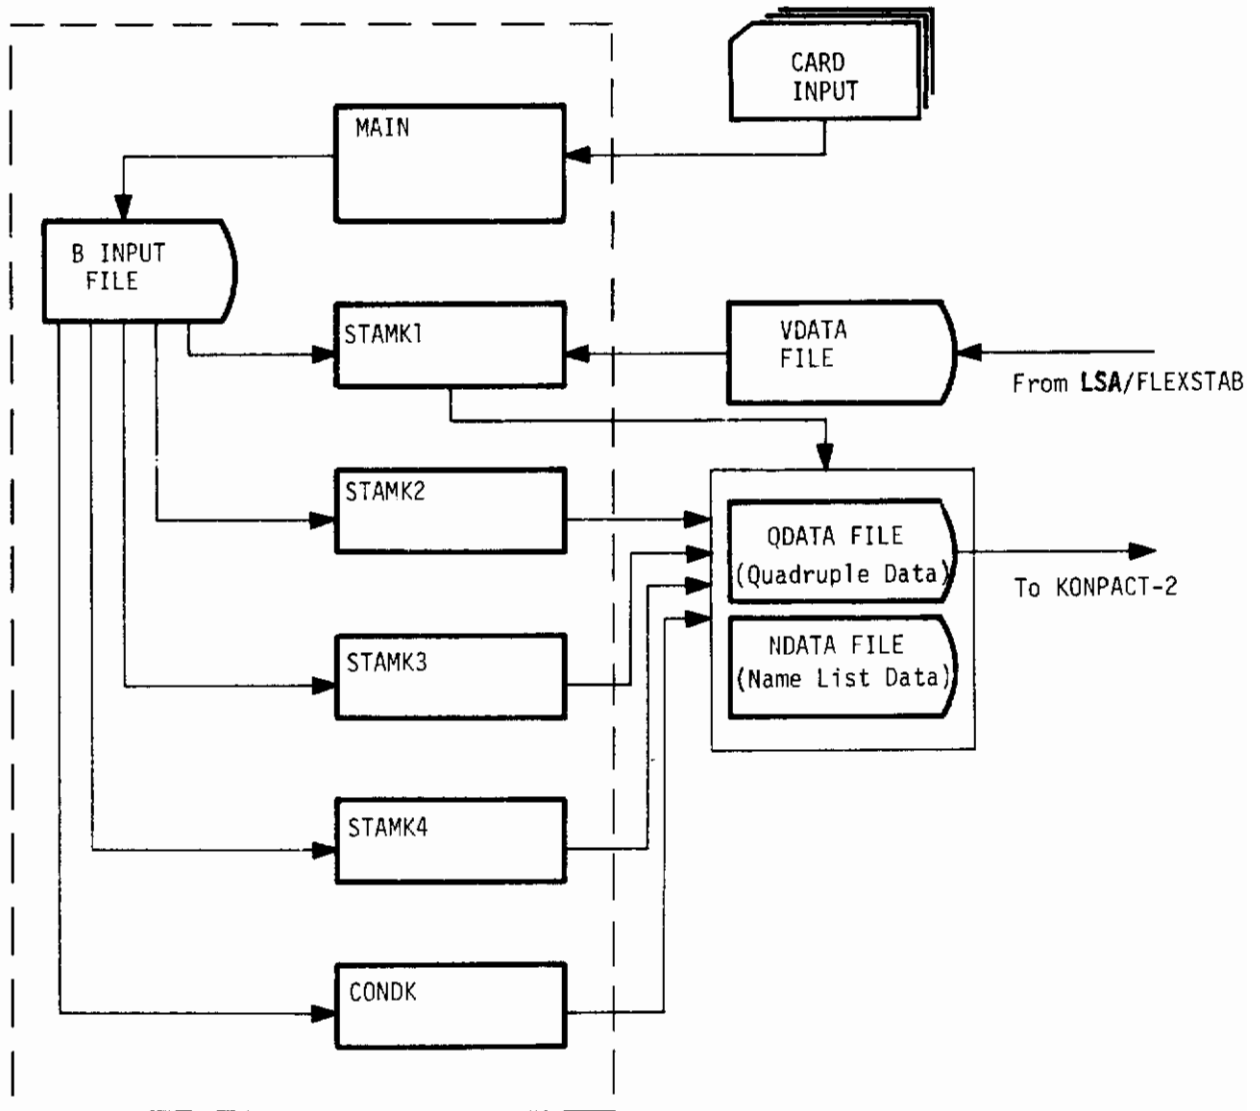 CARD
INPUT
MAIN
B INPUT
FILE
STAMK1
VDATA
FILE
From LSA/FLEXSTAB
STAMK2
QDATA FILE
(Quadruple Data)
To KONPACT-2
NDATA FILE
(Name List Data)
STAMK3
STAMK4
CONDK